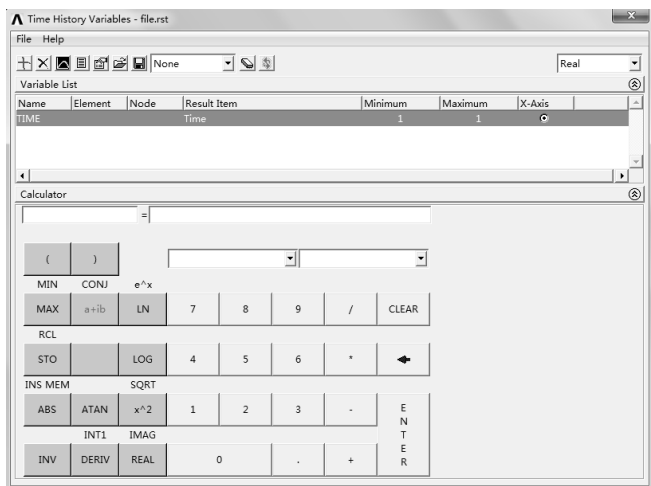 Time History Variables - file.rst
File Help
None Real
Variable List
Name Element Node Result Item Minimum Maximum X-Axis
TIME Time 1 1
Calculator
=
( )
MIN CONJ e^x
MAX a+ib LN 7 8 9 / CLEAR
RCL
STO LOG 4 5 6 *
INS MEM SQRT
ABS ATAN x^2 1 2 3 - ENTER
INT1 IMAG
INV DERIV REAL 0 . +